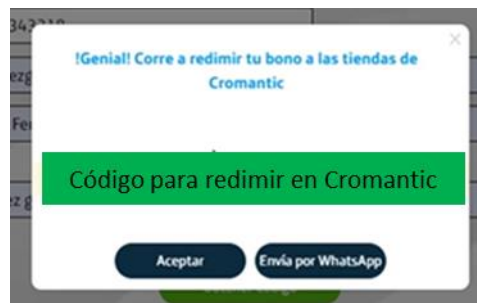 !Genial! Corre a redimir tu bono a las tiendas de
Cromantic
Código para redimir en Cromantic
Aceptar
Envía por WhatsApp